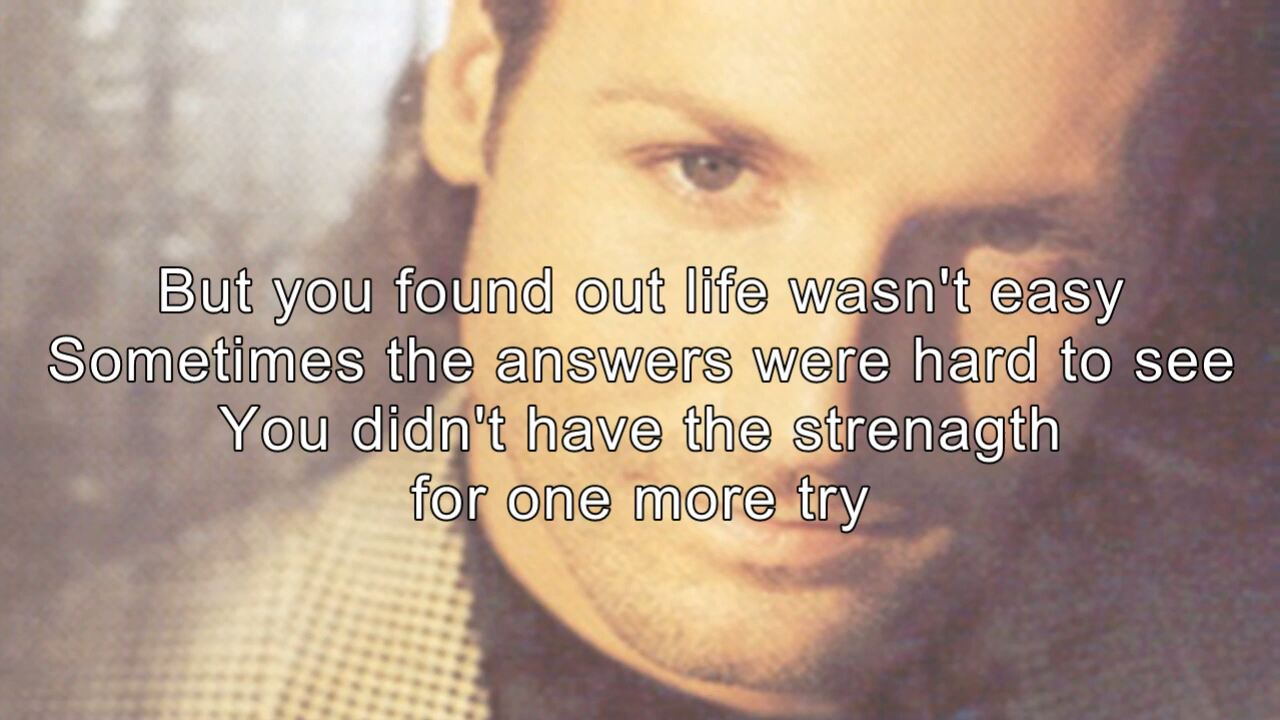 But you found out life wasn't easy
Sometimes the answers were hard to see
You didn't have the strenagth
for one more try